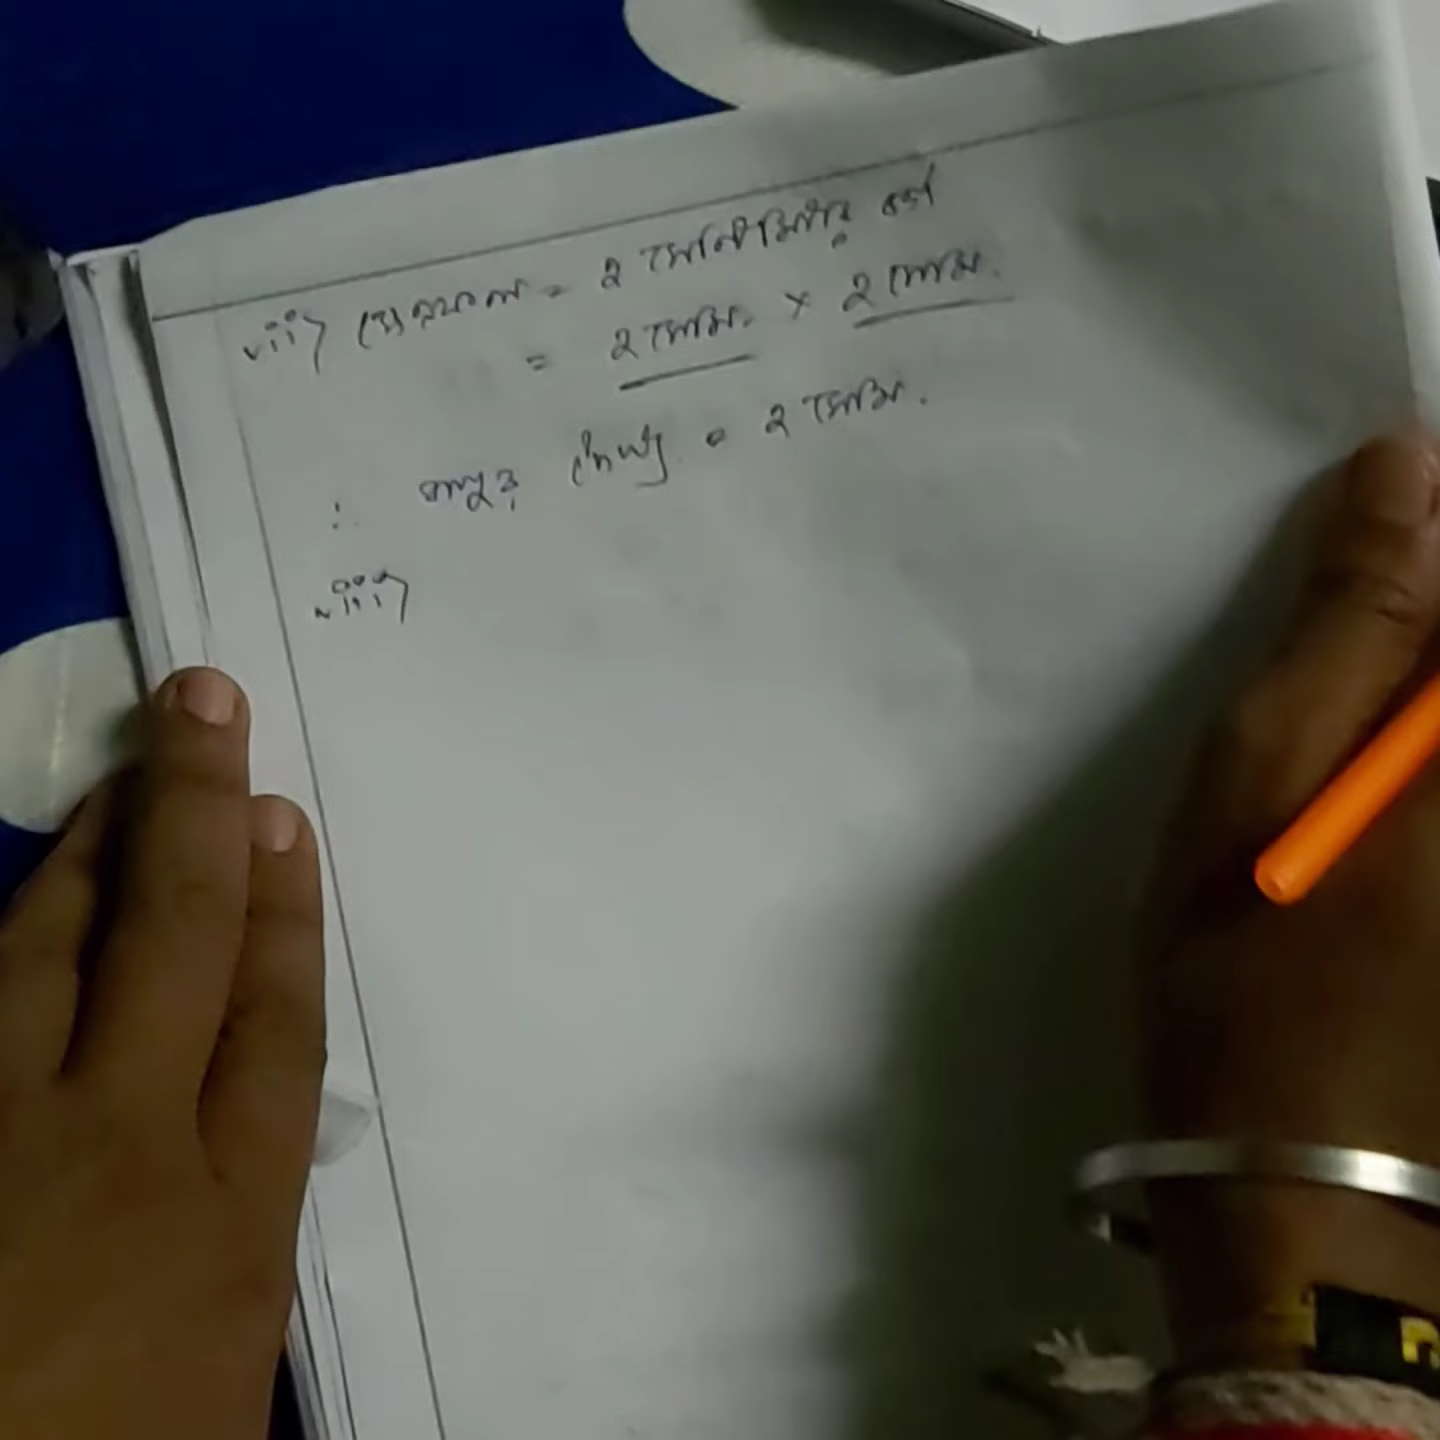 vii) ক্ষেত্রফল = 2 সেন্টিমিটার বর্গ
= 2 সেমি. × 2 সেমি.
∴ বাহুর দৈর্ঘ্য = 2 সেমি.
viii)